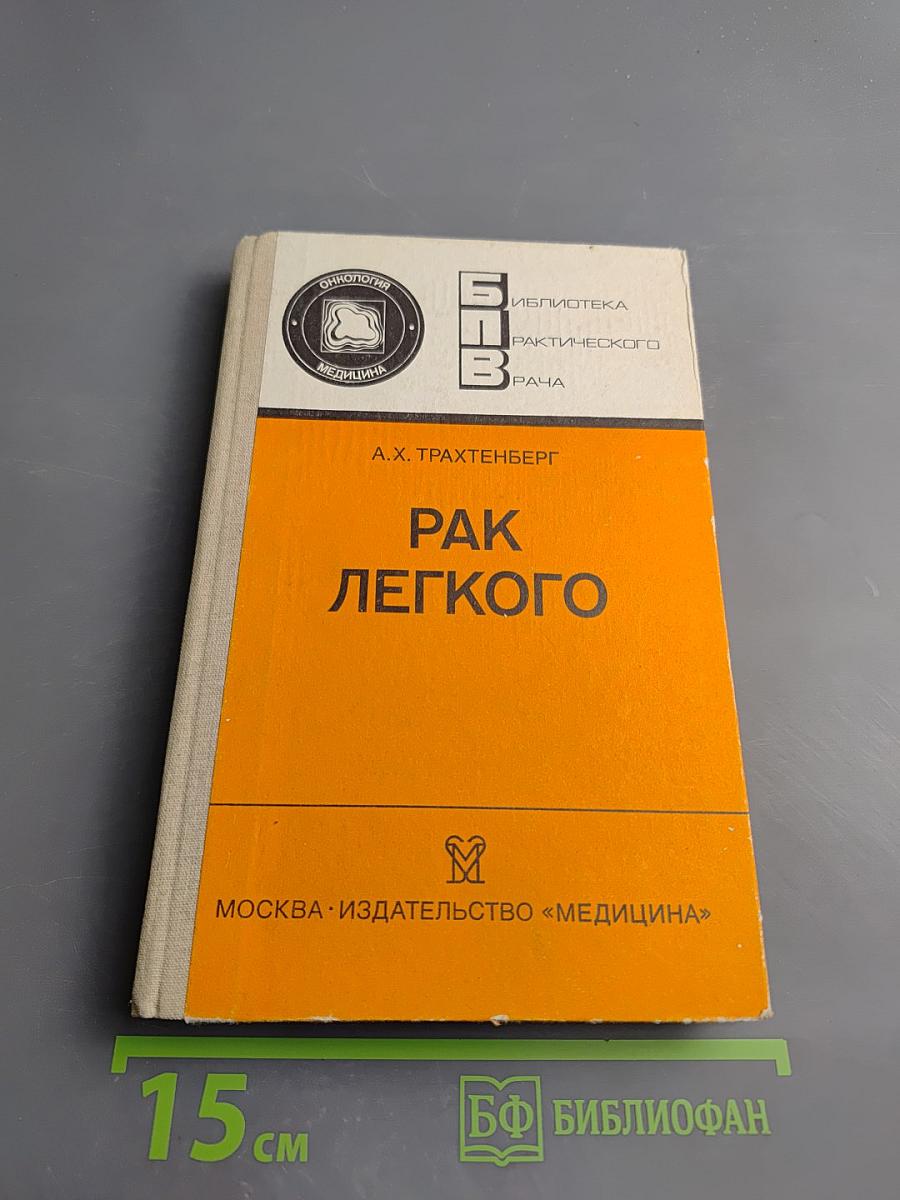 ОНКОЛОГИЯ
МЕДИЦИНА
БИБЛИОТЕКА
ПРАКТИЧЕСКОГО
ВРАЧА
А.Х. ТРАХТЕНБЕРГ
РАК
ЛЕГКОГО
МОСКВА · ИЗДАТЕЛЬСТВО «МЕДИЦИНА»
15 см
БФ БИБЛИОФАН